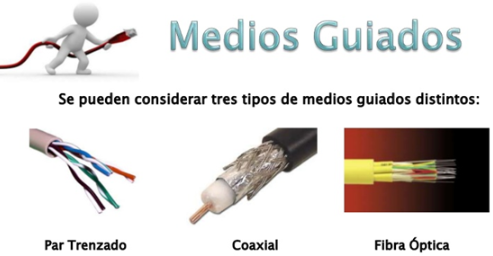 Medios Guiados
Se pueden considerar tres tipos de medios guiados distintos:
Par Trenzado
Coaxial
Fibra Óptica